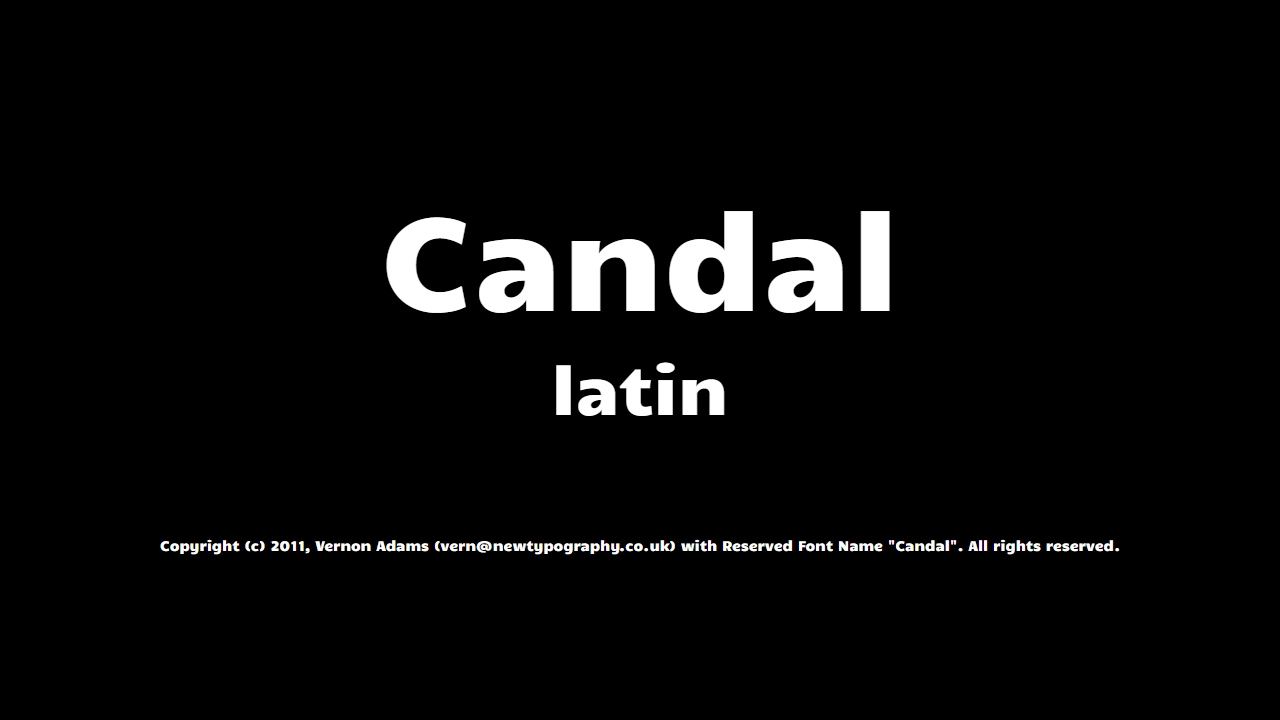 Candal
latin
Copyright (c) 2011, Vernon Adams (vern@newtypography.co.uk) with Reserved Font Name "Candal". All rights reserved.